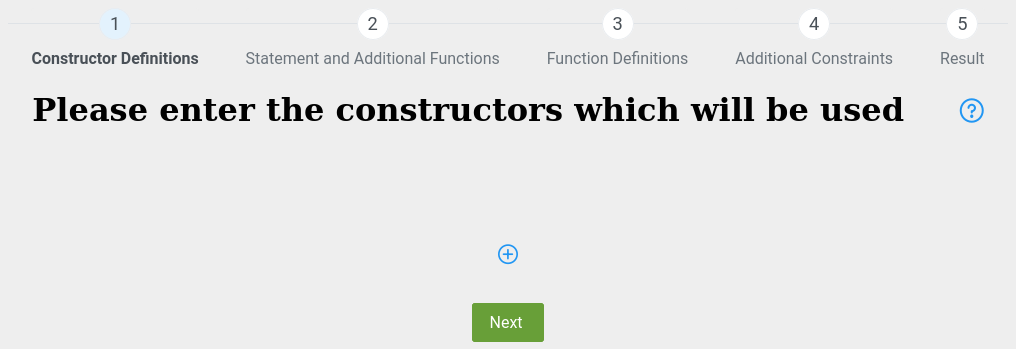 1 2 3 4 5
Constructor Definitions Statement and Additional Functions Function Definitions Additional Constraints Result
Please enter the constructors which will be used ?
Next